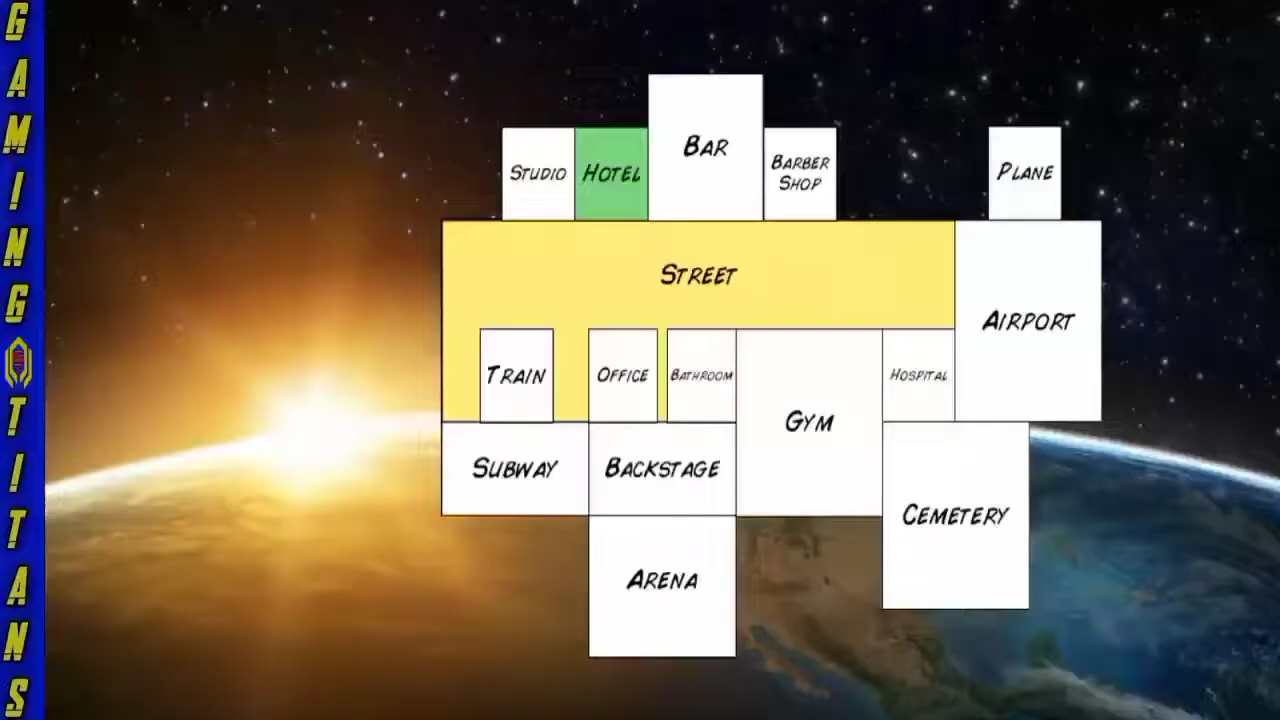 GAMING TITANS
BAR
STUDIO
HOTEL
BARBER
SHOP
PLANE
STREET
AIRPORT
TRAIN
OFFICE
BATHROOM
HOSPITAL
GYM
SUBWAY
BACKSTAGE
CEMETERY
ARENA